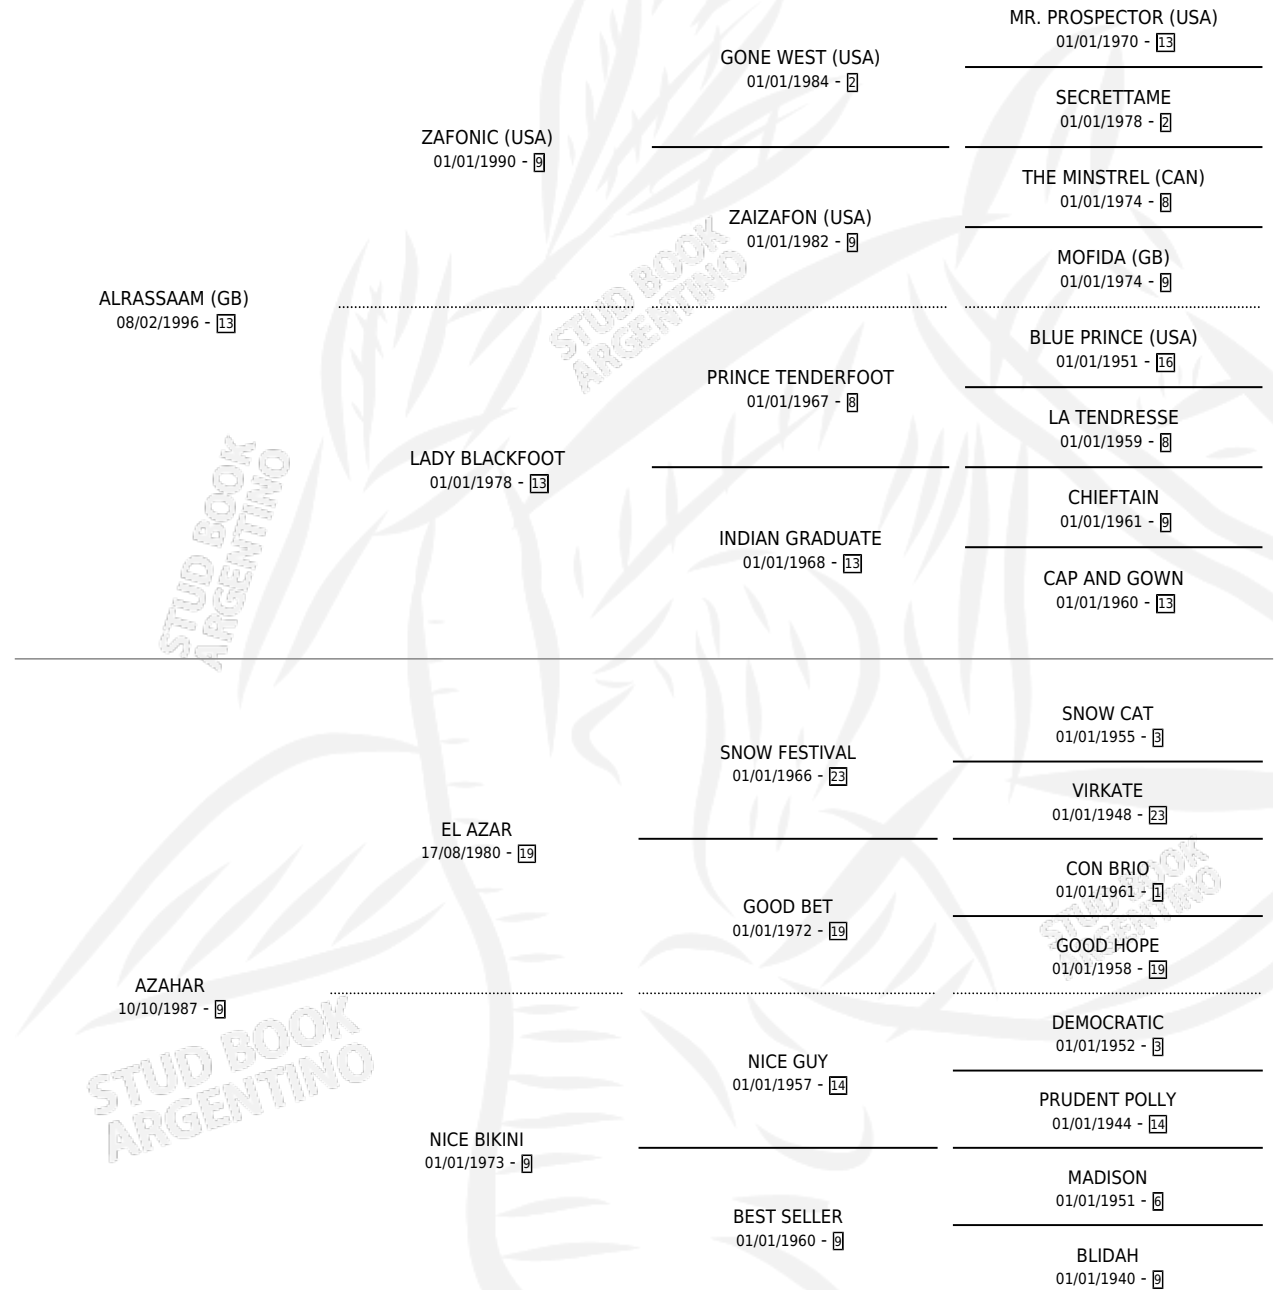 MR. PROSPECTOR (USA)
01/01/1970 - 13
GONE WEST (USA)
01/01/1984 - 2
SECRETTAME
01/01/1978 - 2
ZAFONIC (USA)
01/01/1990 - 9
THE MINSTREL (CAN)
01/01/1974 - 8
ZAIZAFON (USA)
01/01/1982 - 9
MOFIDA (GB)
01/01/1974 - 9
ALRASSAAM (GB)
08/02/1996 - 13
BLUE PRINCE (USA)
01/01/1951 - 16
PRINCE TENDERFOOT
01/01/1967 - 8
LA TENDRESSE
01/01/1959 - 8
LADY BLACKFOOT
01/01/1978 - 13
CHIEFTAIN
01/01/1961 - 9
INDIAN GRADUATE
01/01/1968 - 13
CAP AND GOWN
01/01/1960 - 13
STUD BOOK
ARGENTINO
STUD BOOK
ARGENTINO
SNOW CAT
01/01/1955 - 3
SNOW FESTIVAL
01/01/1966 - 23
VIRKATE
01/01/1948 - 23
EL AZAR
17/08/1980 - 19
CON BRIO
01/01/1961 - 1
GOOD BET
01/01/1972 - 19
GOOD HOPE
01/01/1958 - 19
STUD BOOK
ARGENTINO
AZAHAR
10/10/1987 - 9
DEMOCRATIC
01/01/1952 - 3
NICE GUY
01/01/1957 - 14
PRUDENT POLLY
01/01/1944 - 14
NICE BIKINI
01/01/1973 - 9
MADISON
01/01/1951 - 6
BEST SELLER
01/01/1960 - 9
BLIDAH
01/01/1940 - 9
STUD BOOK
ARGENTINO